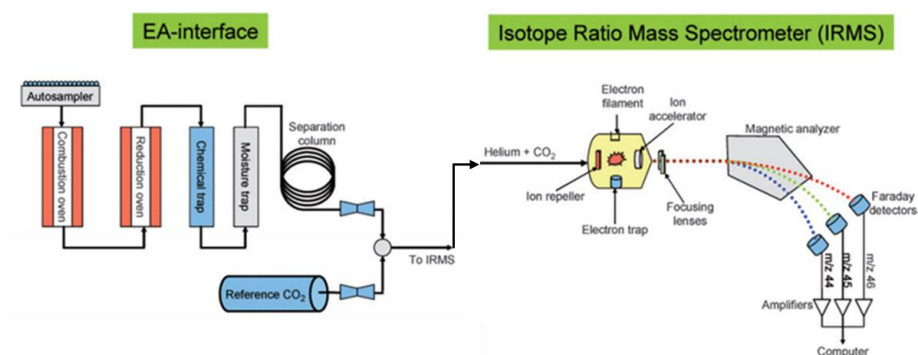 EA-interface
Isotope Ratio Mass Spectrometer (IRMS)
Autosampler
Combustion oven
Reduction oven
Chemical trap
Moisture trap
Separation
column
Reference CO₂
To IRMS
Helium + CO₂
Electron
filament
Ion
accelerator
Ion repeller
Electron trap
Focusing
lenses
Magnetic analyzer
Faraday
detectors
m/z 44
m/z 45
m/z 46
Amplifiers
Computer